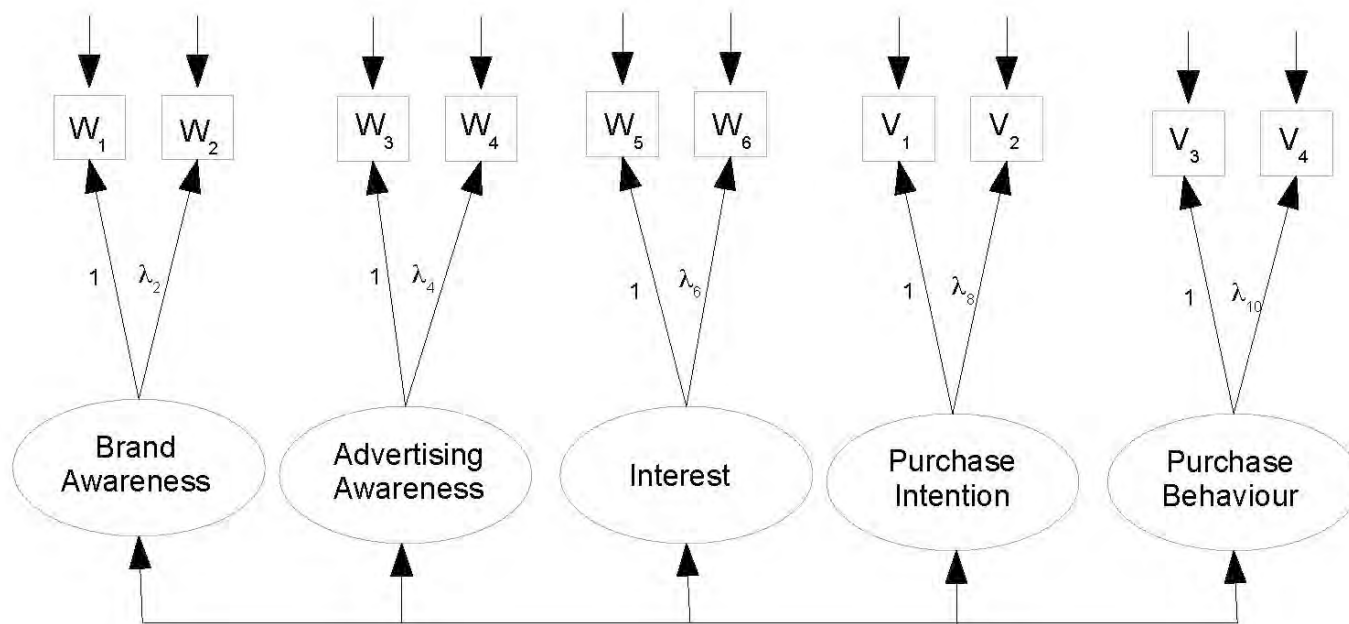 W₁ W₂ W₃ W₄ W₅ W₆ V₁ V₂ V₃ V₄
1 λ₂ 1 λ₄ 1 λ₆ 1 λ₈ 1 λ₁₀
Brand
Awareness
Advertising
Awareness
Interest
Purchase
Intention
Purchase
Behaviour